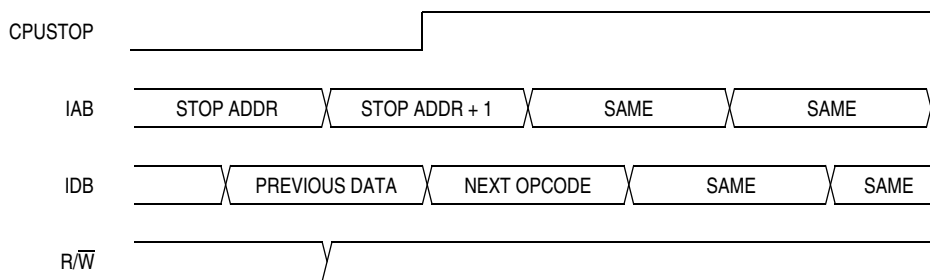 CPUSTOP
IAB STOP ADDR STOP ADDR + 1 SAME SAME
IDB PREVIOUS DATA NEXT OPCODE SAME SAME
R/W̅